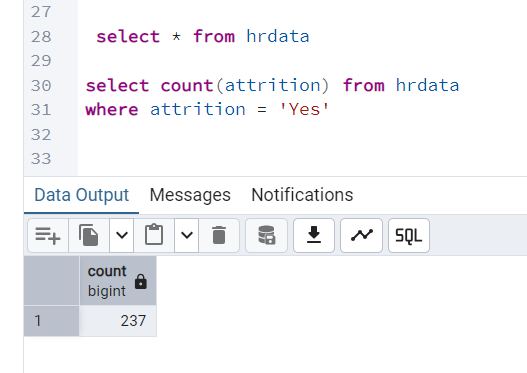 27
28 select * from hrdata
29
30 select count(attrition) from hrdata
31 where attrition = 'Yes'
32
33
Data Output Messages Notifications
SQL
count
bigint
1 237